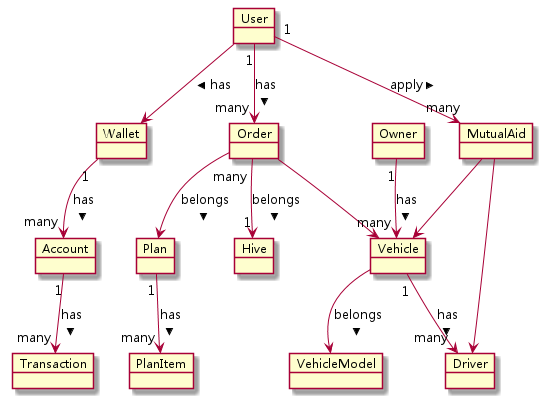 User
1
◄ has
1
has
▼
apply ►
many
many
Wallet
Order
Owner
MutualAid
1
has
▼
many
many
belongs
▼
belongs
▼
1
1
has
▼
many
Account
Plan
Hive
Vehicle
1
has
▼
many
1
has
▼
many
belongs
▼
1
has
▼
many
Transaction
PlanItem
VehicleModel
Driver